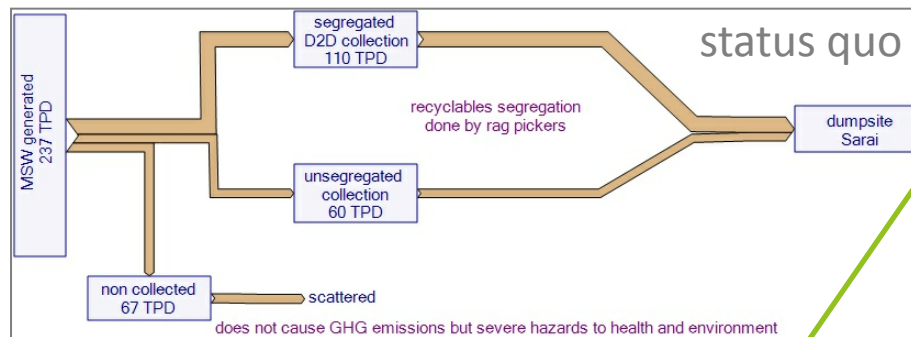 status quo
MSW generated
237 TPD
segregated
D2D collection
110 TPD
recyclables segregation
done by rag pickers
dumpsite
Sarai
unsegregated
collection
60 TPD
non collected
67 TPD
scattered
does not cause GHG emissions but severe hazards to health and environment